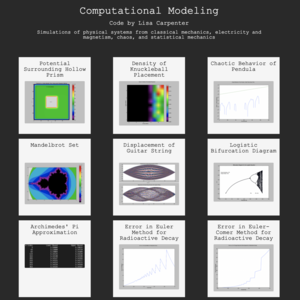 Computational Modeling
Code by Lisa Carpenter
Simulations of physical systems from classical mechanics, electricity and
magnetism, chaos, and statistical mechanics
Potential
Surrounding Hollow
Prism
Density of
Knuckleball
Placement
Chaotic Behavior of
Pendula
Mandelbrot Set
Displacement of
Guitar String
Logistic
Bifurcation Diagram
Archimedes' Pi
Approximation
Error in Euler
Method for
Radioactive Decay
Error in Euler-
Comer Method for
Radioactive Decay